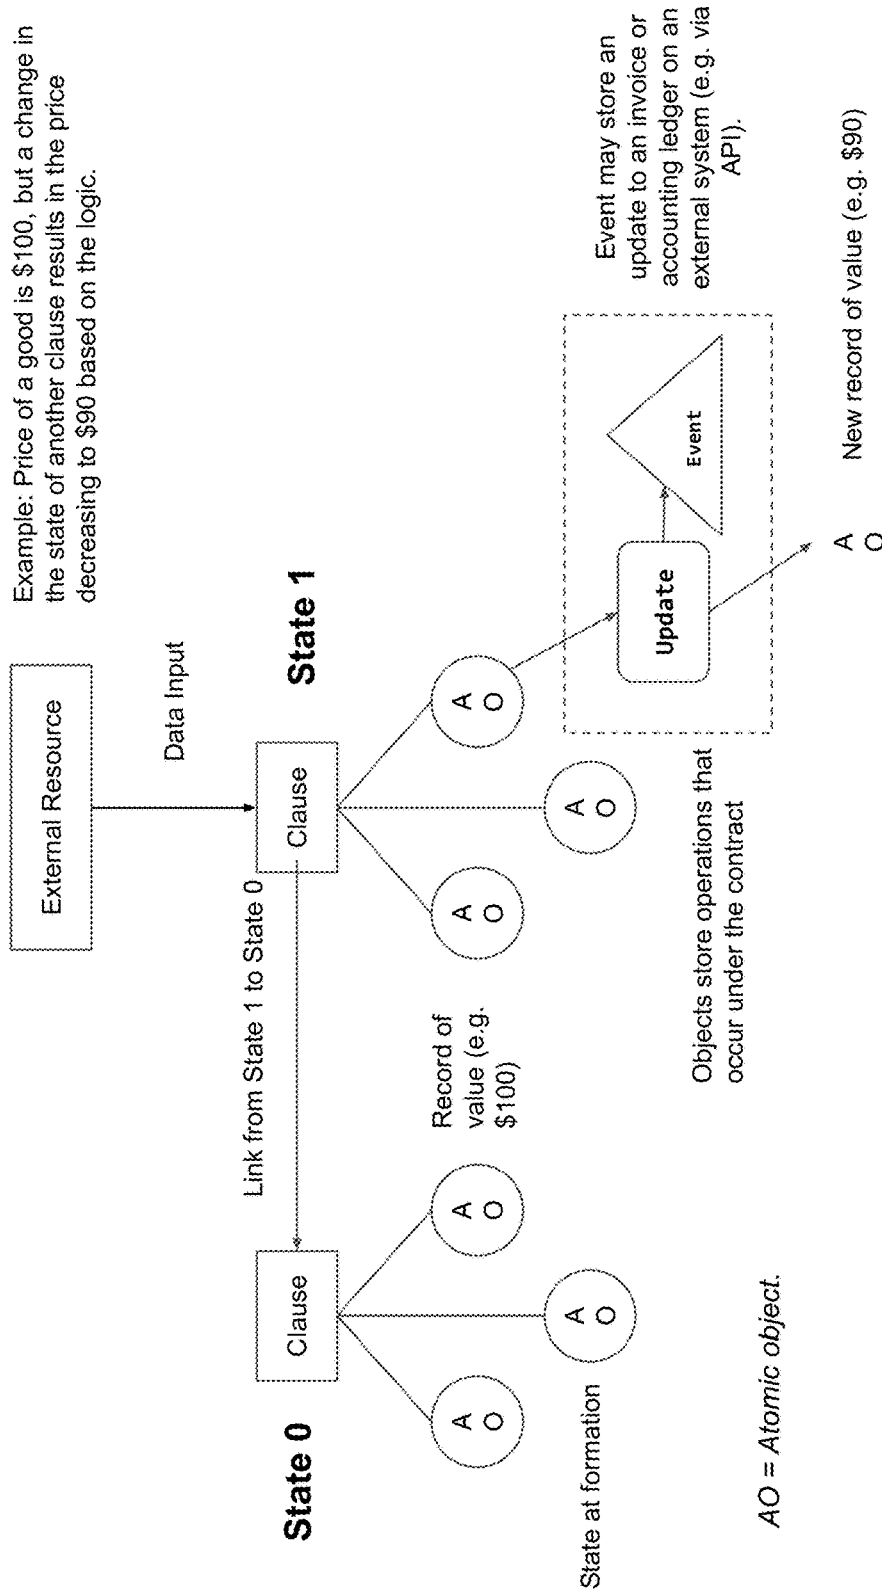 Example: Price of a good is $100, but a change in
the state of another clause results in the price
decreasing to $90 based on the logic.
External Resource
Data Input
State 0
State 1
Link from State 1 to State 0
Clause
Clause
A
O
A
O
A
O
Record of
value (e.g.
$100)
A
O
A
O
A
O
State at formation
Objects store operations that
occur under the contract
Update
Event
Event may store an
update to an invoice or
accounting ledger on an
external system (e.g. via
API).
A
O
New record of value (e.g. $90)
AO = Atomic object.